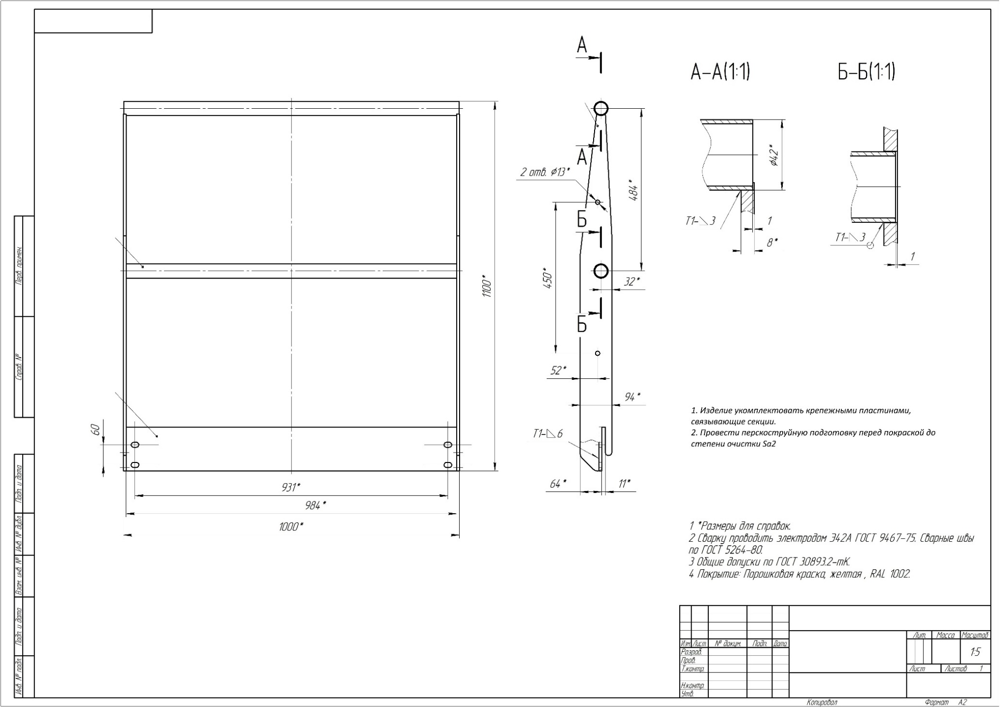 А
А-А(1:1)
Б-Б(1:1)
А
2 отв. ⌀13*
484*
⌀42*
Т1-◺ 3
1
8*
Т1-◺ 3
1
Б
450*
32*
Б
1100*
52*
94*
Т1-◺ 6
64*
11*
60
931*
984*
1000*
1. Изделие укомплектовать крепежными пластинами,
связывающие секции.
2. Провести перскоструйную подготовку перед покраской до
степени очистки Sa2
1 *Размеры для справок.
2 Сварку проводить электродом Э42А ГОСТ 9467-75. Сварные швы
по ГОСТ 5264-80.
3 Общие допуски по ГОСТ 30893.2-mK.
4 Покрытие: Порошковая краска, желтая , RAL 1002.
Перв. примен.
Справ. №
Подп. и дата
Инв. № дубл.
Взам. инв. №
Подп. и дата
Инв. № подл.
Изм. Лист № докум. Подп. Дата
Разраб.
Пров.
Т.контр.
Н.контр.
Утв.
Лит. Масса Масштаб
1:5
Лист Листов 1
Копировал Формат А2